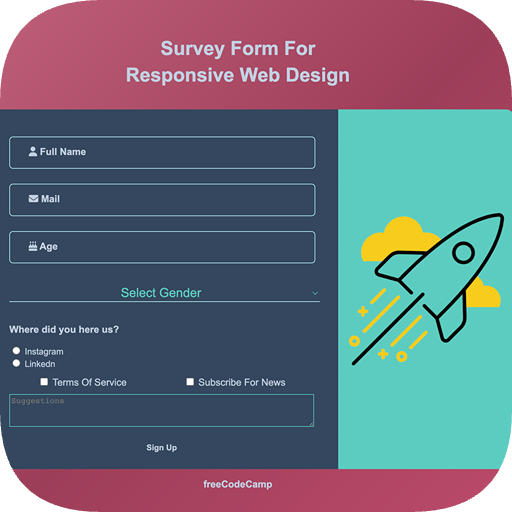 Survey Form For
Responsive Web Design
Full Name
Mail
Age
Select Gender
Where did you here us?
Instagram
Linkedn
Terms Of Service
Subscribe For News
Suggestions
Sign Up
freeCodeCamp